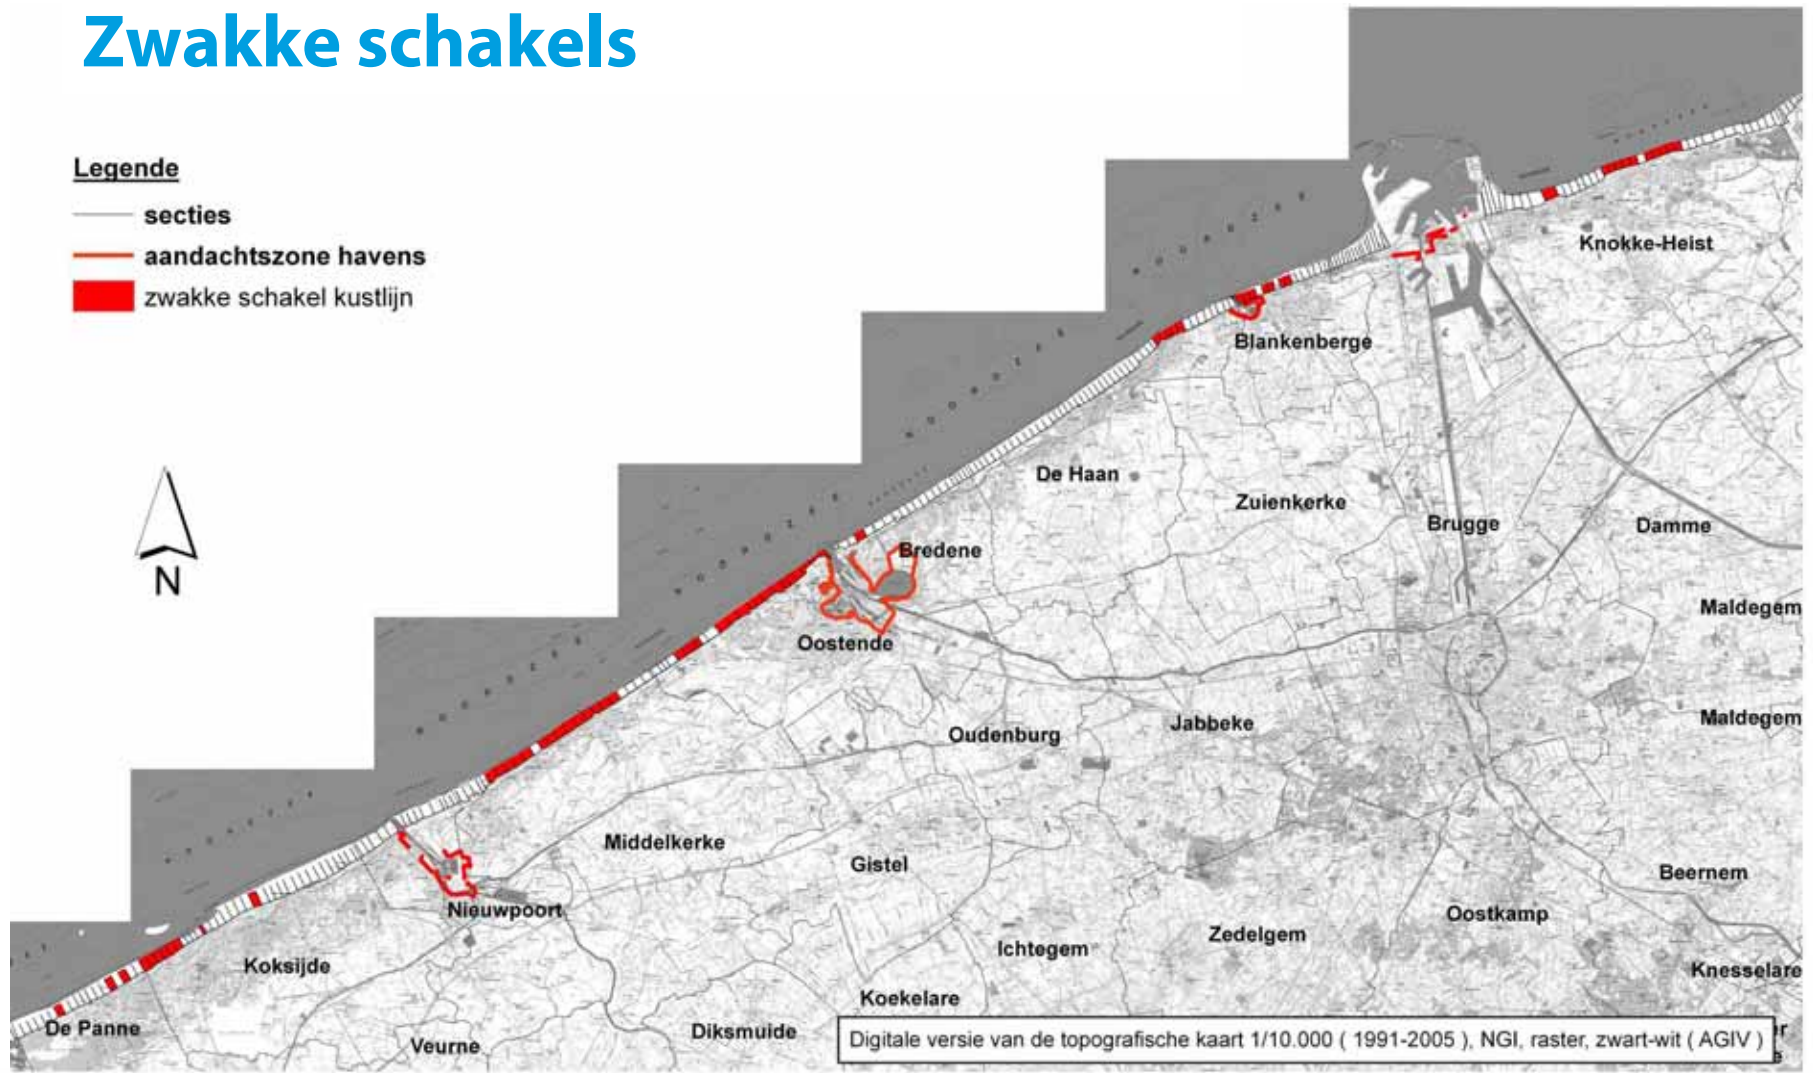 Zwakke schakels
Legende
secties
aandachtszone havens
zwakke schakel kustlijn
N
Knokke-Heist
Blankenberge
De Haan
Zuienkerke
Brugge
Damme
Bredene
Maldegem
Oostende
Oudenburg
Jabbeke
Maldegem
Middelkerke
Gistel
Beernem
Nieuwpoort
Oostkamp
Zedelgem
Ichtegem
Koksijde
Knesselare
Koekelare
De Panne
Diksmuide
Veurne
Digitale versie van de topografische kaart 1/10.000 ( 1991-2005 ), NGI, raster, zwart-wit ( AGIV )